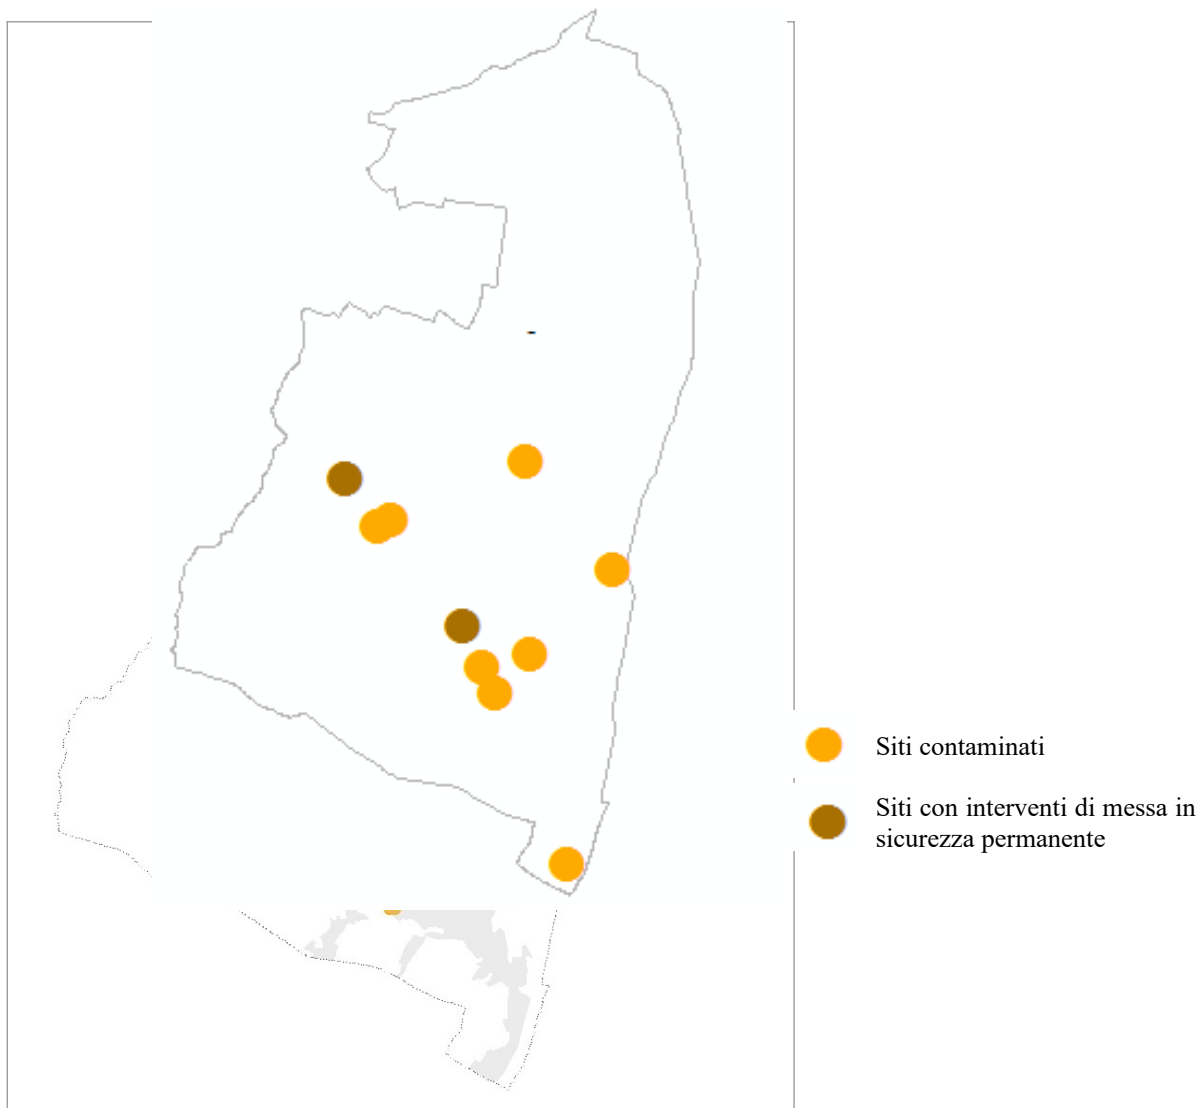 Siti contaminati
Siti con interventi di messa in
sicurezza permanente